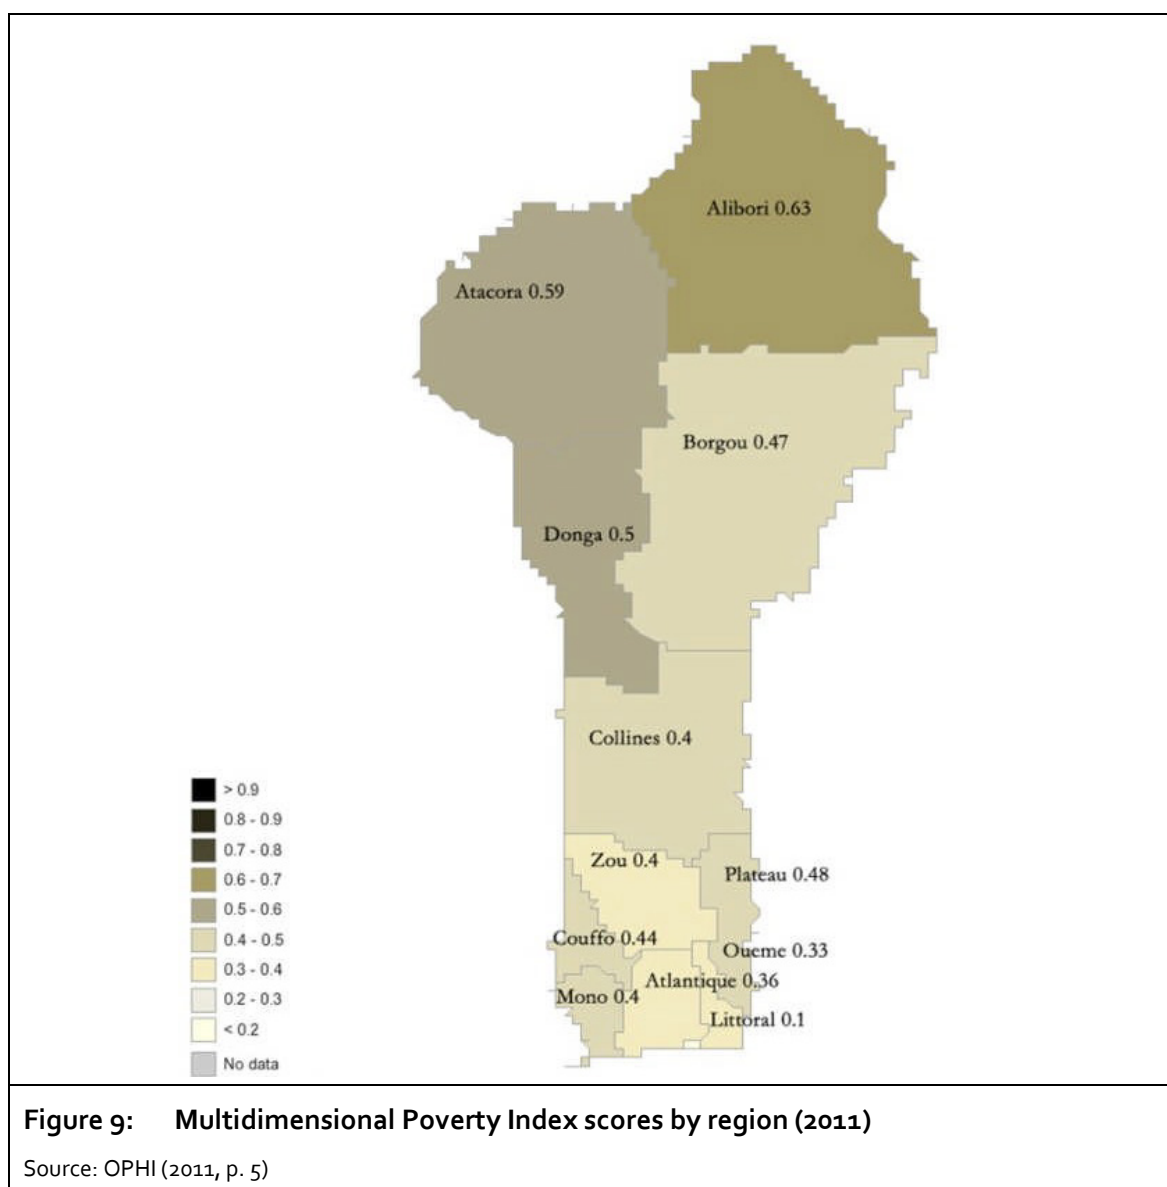 Alibori 0.63
Atacora 0.59
Borgou 0.47
Donga 0.5
Collines 0.4
> 0.9
0.8 - 0.9
0.7 - 0.8
0.6 - 0.7
0.5 - 0.6
0.4 - 0.5
0.3 - 0.4
0.2 - 0.3
< 0.2
No data
Zou 0.4
Plateau 0.48
Couffo 0.44
Oueme 0.33
Atlantique 0.36
Mono 0.4
Littoral 0.1
Figure 9: Multidimensional Poverty Index scores by region (2011)
Source: OPHI (2011, p. 5)